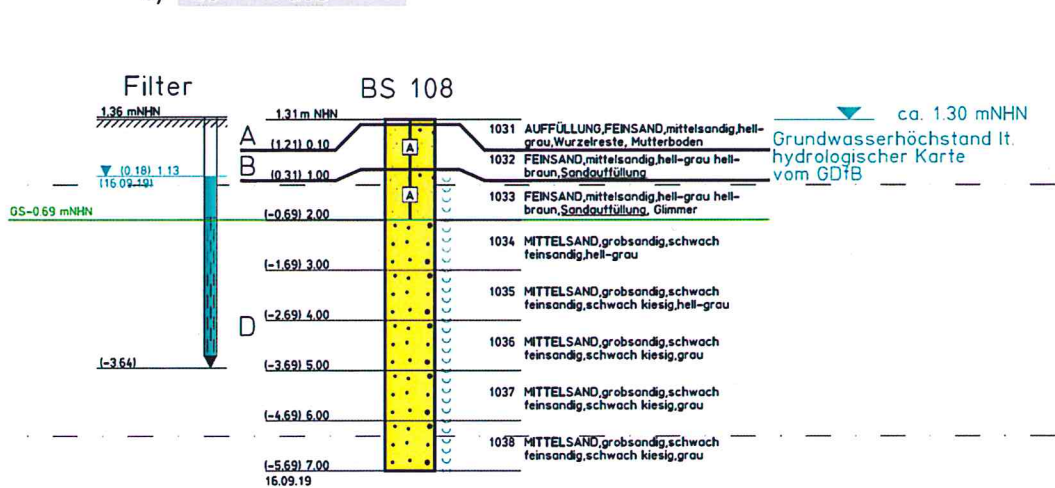 Filter
BS 108
1.36 mNHN
1.31 m NHN
ca. 1.30 mNHN
Grundwasserhöchstand lt.
hydrologischer Karte
vom GDfB
A
(1.21) 0.10
1031 AUFFÜLLUNG,FEINSAND,mittelsandig,hell-
grau,Wurzelreste, Mutterboden
A
B
(0.31) 1.00
1032 FEINSAND,mittelsandig,hell-grau hell-
braun,Sandauffüllung
(0.18) 1.13
(16.09.19)
A
1033 FEINSAND,mittelsandig,hell-grau hell-
braun,Sandauffüllung, Glimmer
GS-0.69 mNHN
(-0.69) 2.00
1034 MITTELSAND,grobsandig,schwach
feinsandig,hell-grau
(-1.69) 3.00
1035 MITTELSAND,grobsandig,schwach
feinsandig,schwach kiesig,hell-grau
(-2.69) 4.00
D
1036 MITTELSAND,grobsandig,schwach
feinsandig,schwach kiesig,grau
(-3.64)
(-3.69) 5.00
1037 MITTELSAND,grobsandig,schwach
feinsandig,schwach kiesig,grau
(-4.69) 6.00
1038 MITTELSAND,grobsandig,schwach
feinsandig,schwach kiesig,grau
(-5.69) 7.00
16.09.19